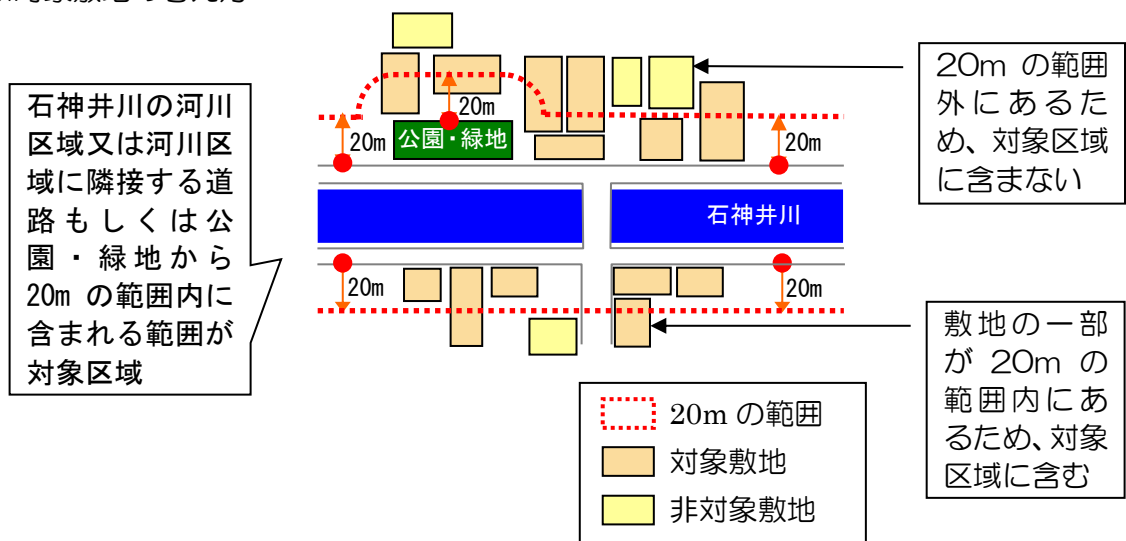 石神井川の河川
区域又は河川区
域に隣接する道
路もしくは公
園・緑地から
20m の範囲内に
含まれる範囲が
対象区域
20m
20m
公園・緑地
20m
石神井川
20m
20m
20m の範囲
外にあるた
め、対象区域
に含まない
敷地の一部
が 20m の
範囲内にあ
るため、対象
区域に含む
20m の範囲
対象敷地
非対象敷地